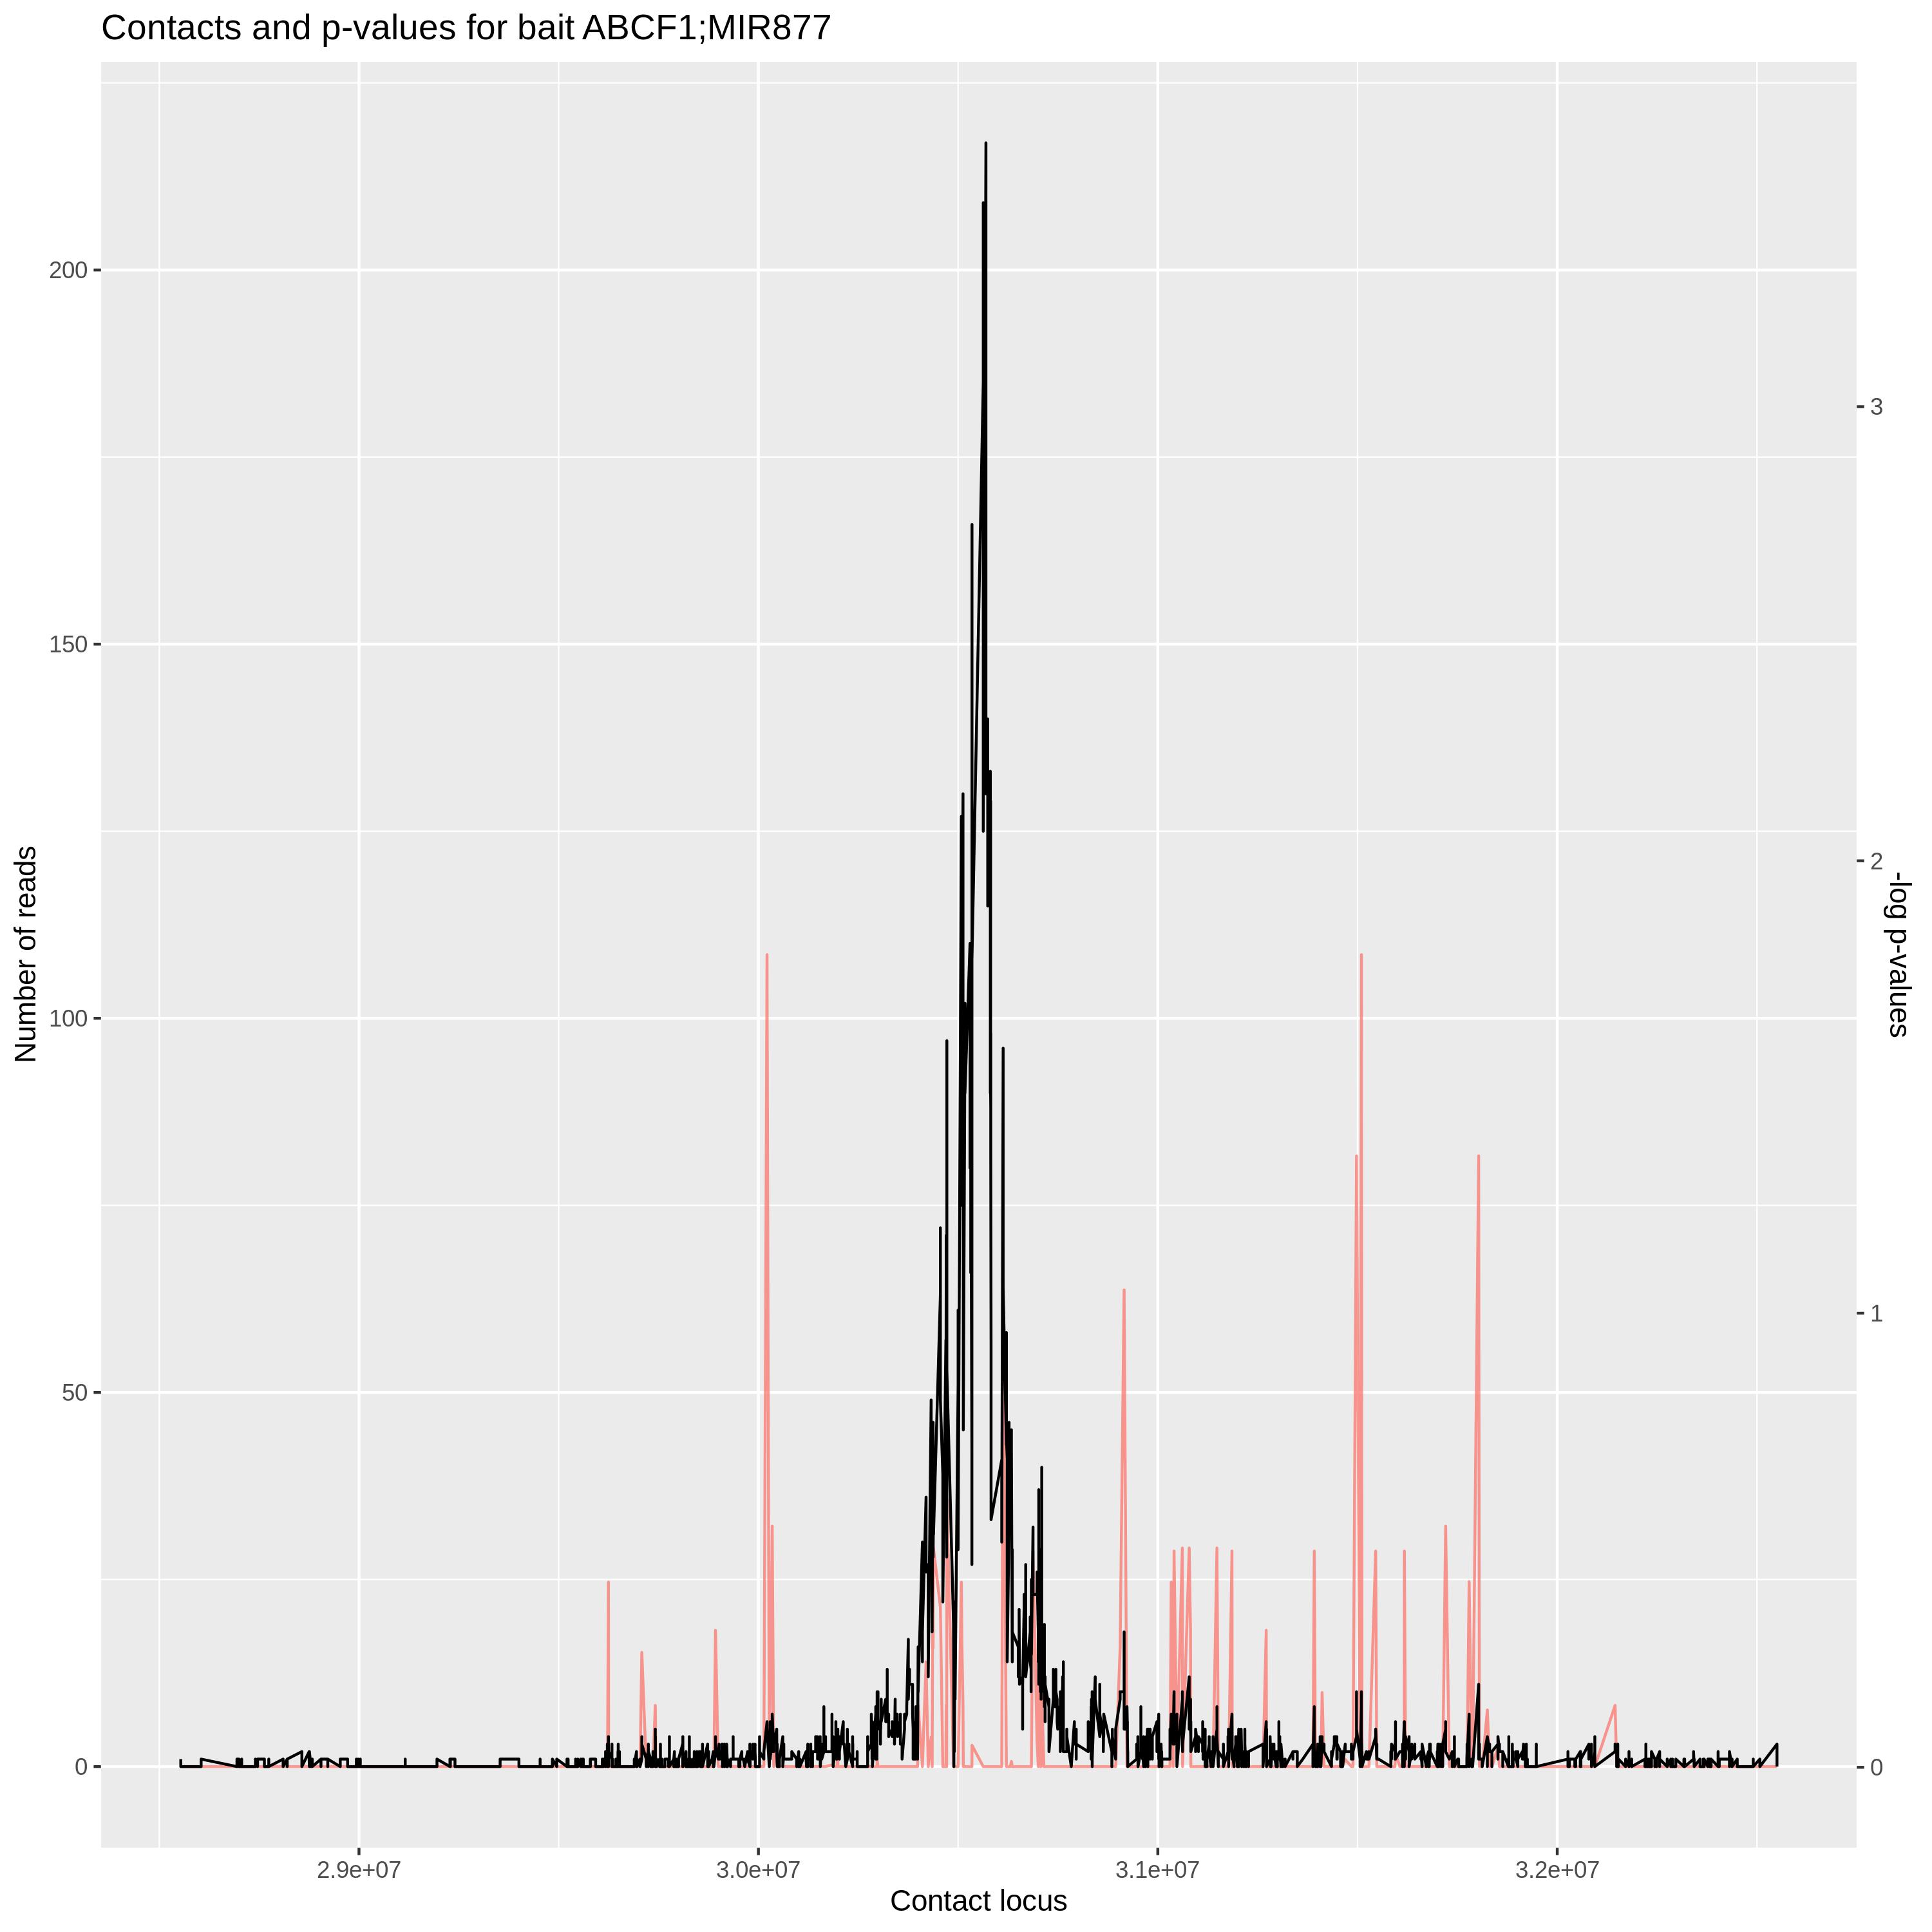 Contacts and p-values for bait ABCF1;MIR877
200
150
100
50
0
3
2
1
0
Number of reads
-log p-values
2.9e+07
3.0e+07
3.1e+07
3.2e+07
Contact locus